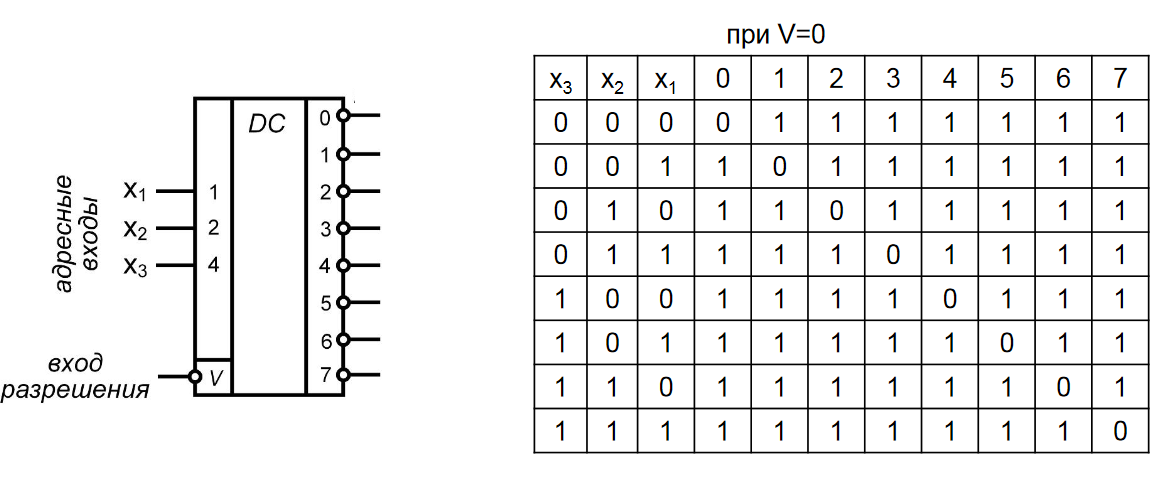 адресные
входы
x1
x2
x3
вход
разрешения
1
2
4
V
DC
0
1
2
3
4
5
6
7
при V=0
x3 x2 x1 0 1 2 3 4 5 6 7
0 0 0 0 1 1 1 1 1 1 1
0 0 1 1 0 1 1 1 1 1 1
0 1 0 1 1 0 1 1 1 1 1
0 1 1 1 1 1 0 1 1 1 1
1 0 0 1 1 1 1 0 1 1 1
1 0 1 1 1 1 1 1 0 1 1
1 1 0 1 1 1 1 1 1 0 1
1 1 1 1 1 1 1 1 1 1 0